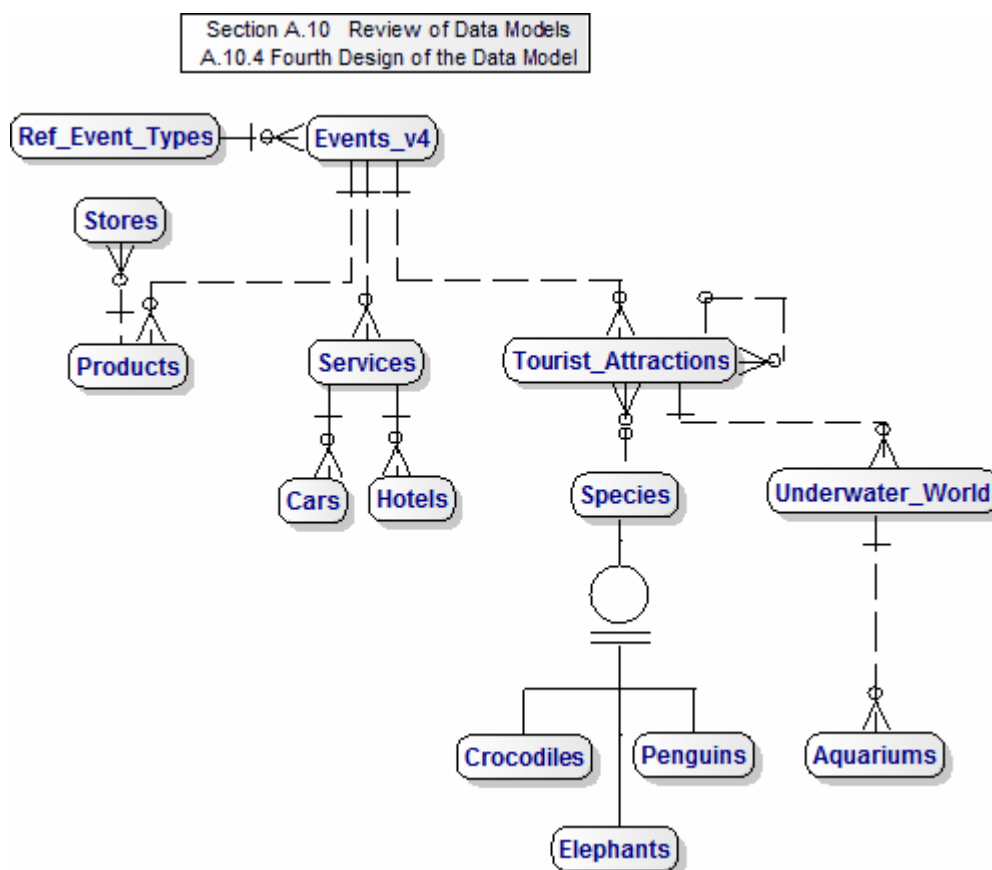 Section A.10 Review of Data Models
A.10.4 Fourth Design of the Data Model
Ref_Event_Types
Events_v4
Stores
Products
Services
Tourist_Attractions
Cars
Hotels
Species
Underwater_World
Crocodiles
Penguins
Aquariums
Elephants